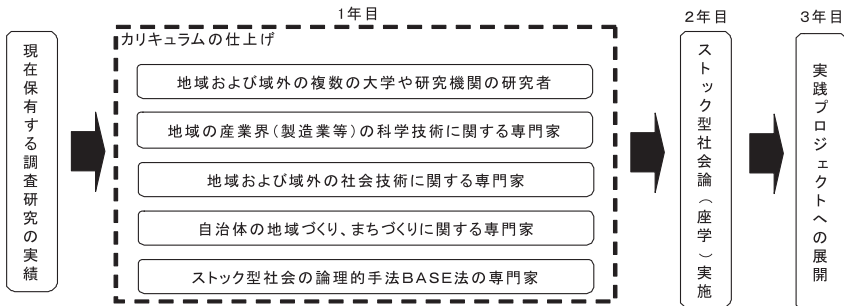 現在保有する調査研究の実績
1年目
カリキュラムの仕上げ
地域および域外の複数の大学や研究機関の研究者
地域の産業界(製造業等)の科学技術に関する専門家
地域および域外の社会技術に関する専門家
自治体の地域づくり、まちづくりに関する専門家
ストック型社会の論理的手法BASE法の専門家
2年目
ストック型社会論(座学)実施
3年目
実践プロジェクトへの展開